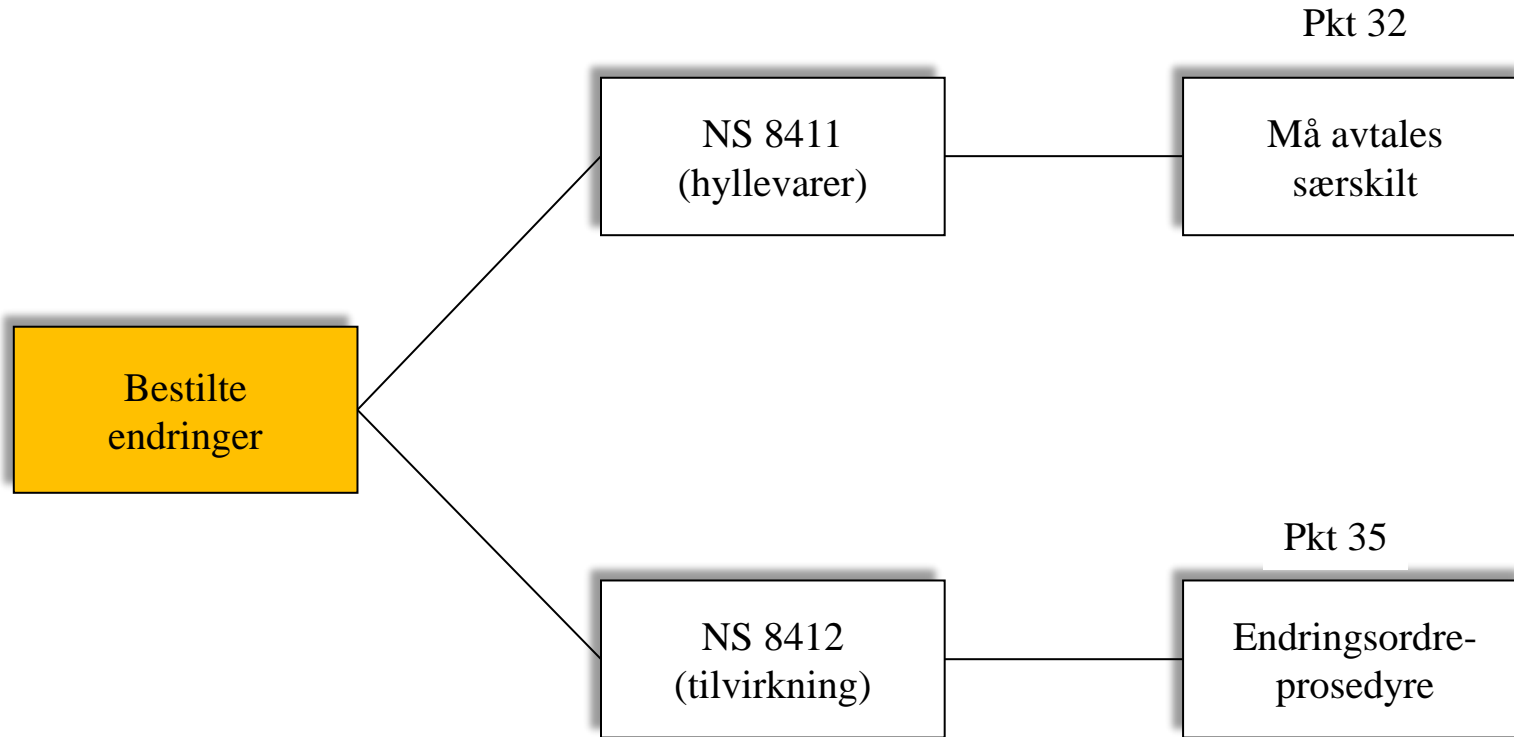 Pkt 32
NS 8411
(hyllevarer)
Må avtales
særskilt
Bestilte
endringer
Pkt 35
NS 8412
(tilvirkning)
Endringsordre-
prosedyre